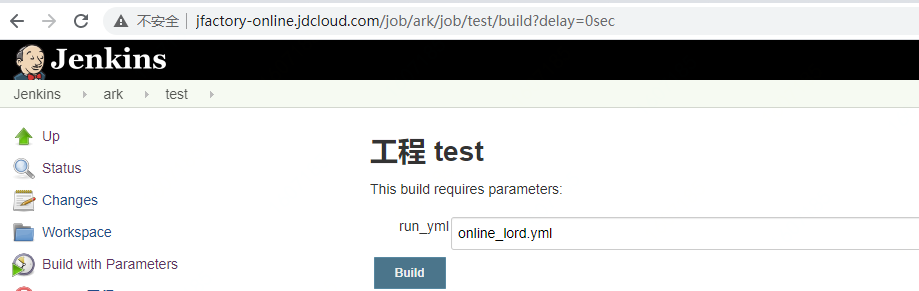 不安全 jfactory-online.jdcloud.com/job/ark/job/test/build?delay=0sec
Jenkins
Jenkins ark test
Up
Status
Changes
Workspace
Build with Parameters
工程 test
This build requires parameters:
run_yml online_lord.yml
Build